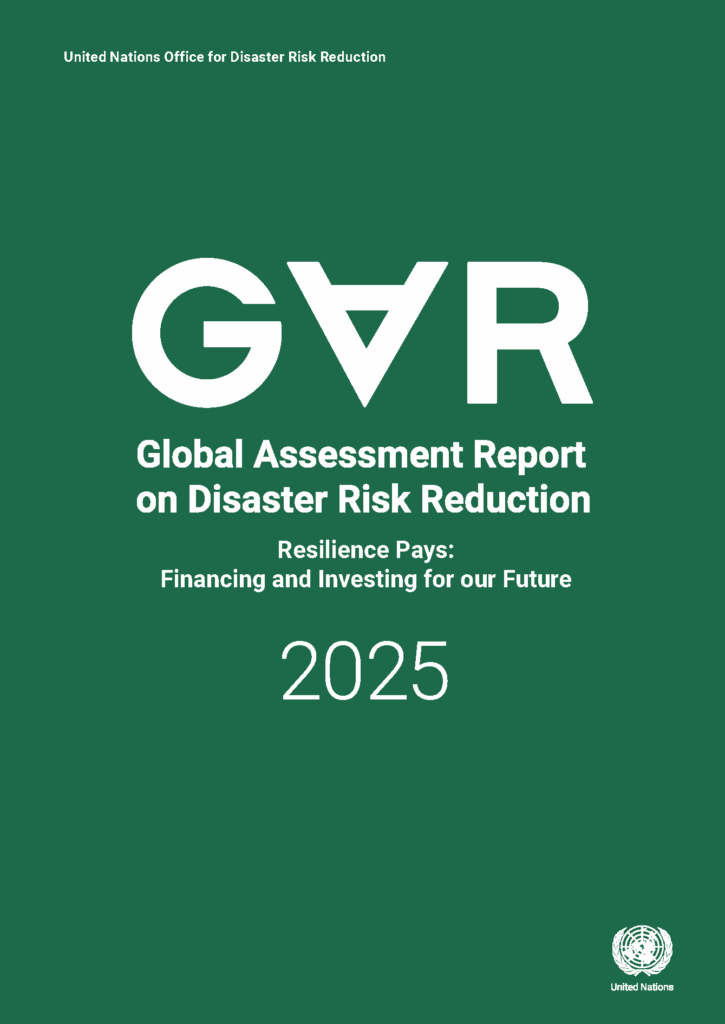 United Nations Office for Disaster Risk Reduction
G∀R
Global Assessment Report
on Disaster Risk Reduction
Resilience Pays:
Financing and Investing for our Future
2025
United Nations